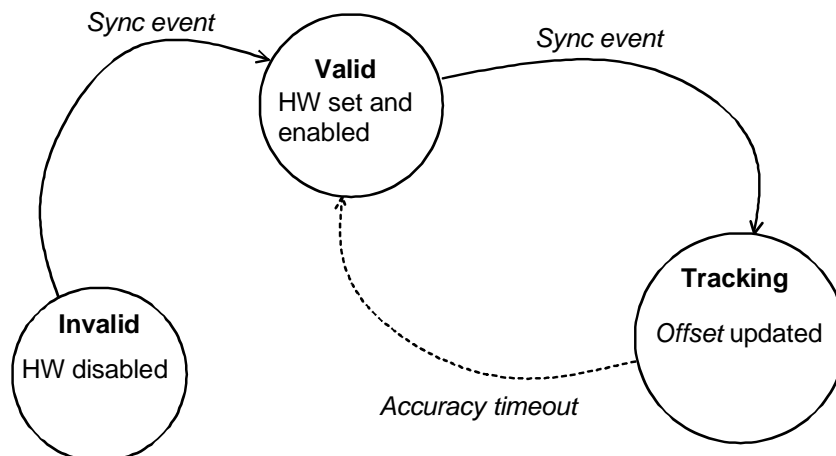 Sync event
Valid
HW set and
enabled
Sync event
Invalid
HW disabled
Tracking
Offset updated
Accuracy timeout